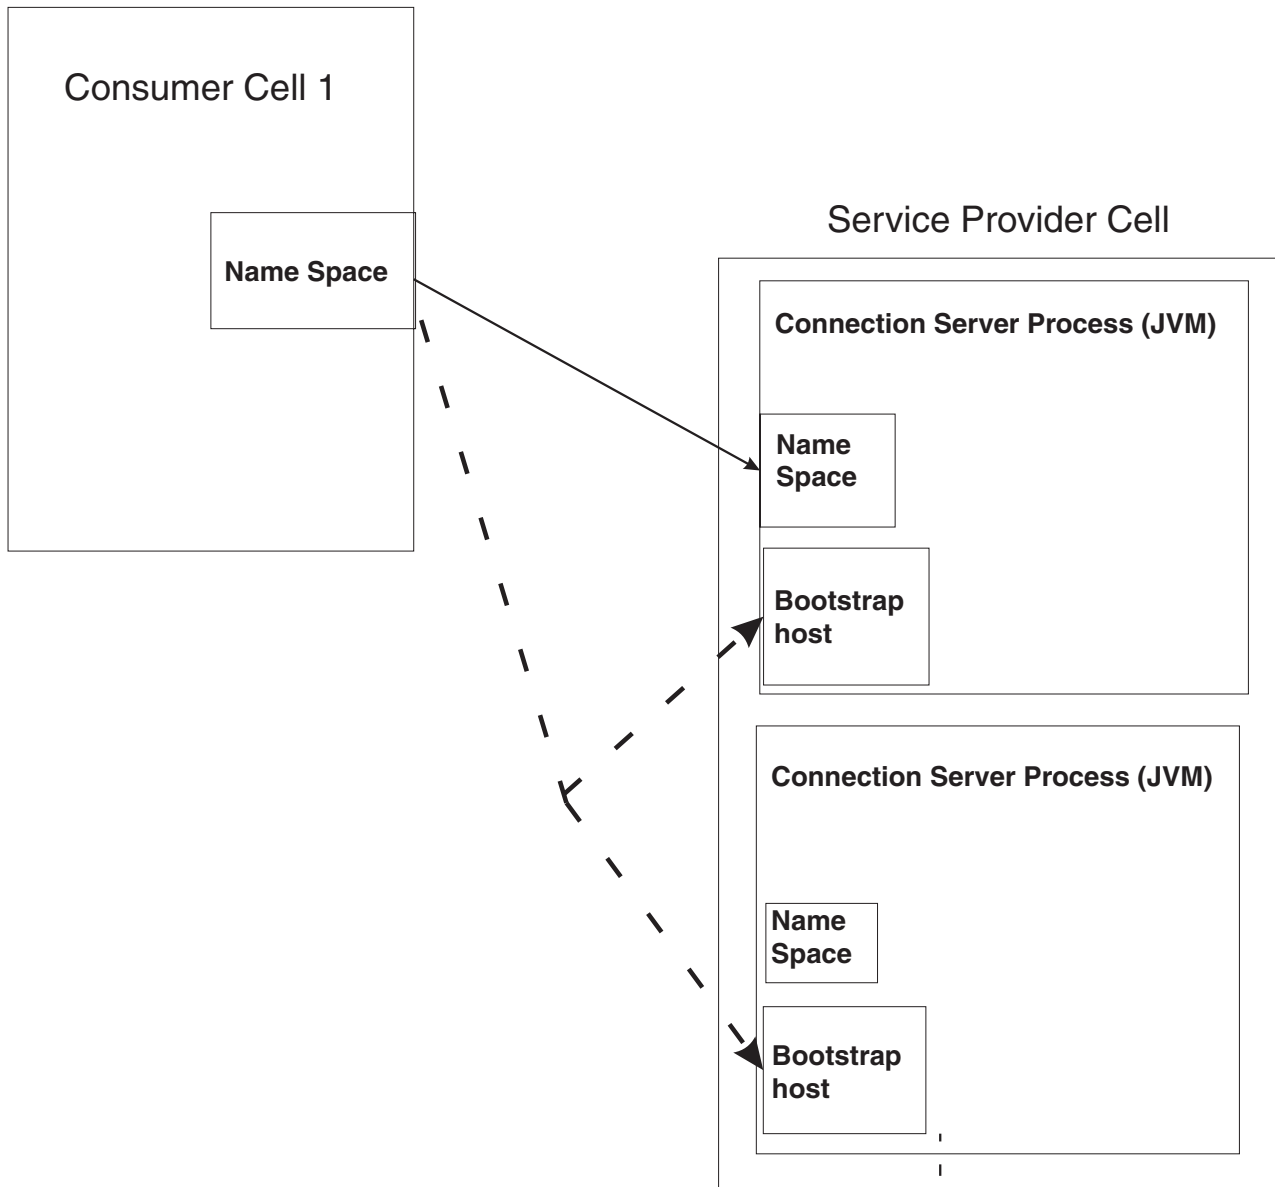 Consumer Cell 1
Name Space
Service Provider Cell
Connection Server Process (JVM)
Name
Space
Bootstrap
host
Connection Server Process (JVM)
Name
Space
Bootstrap
host